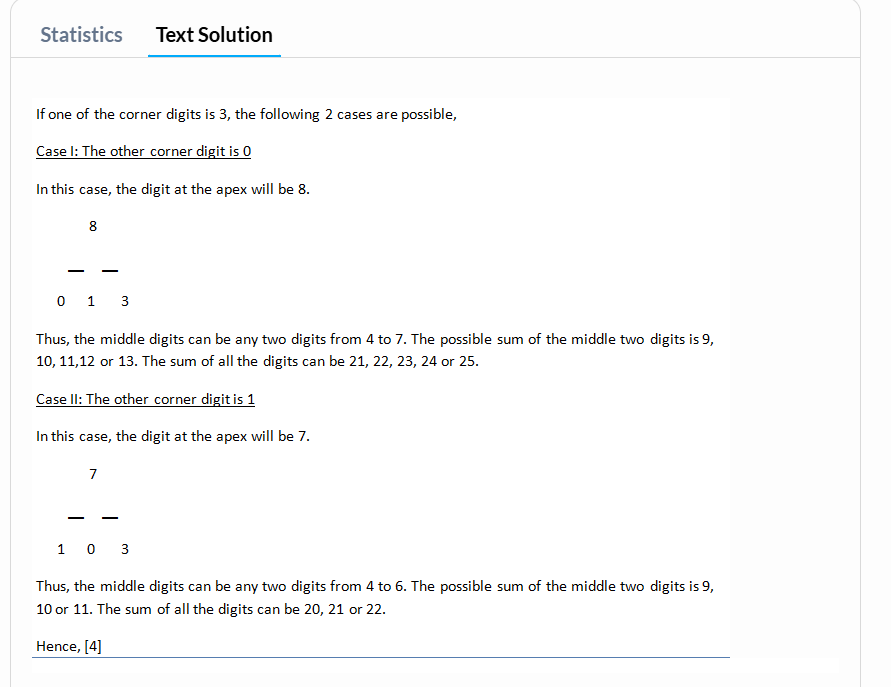 Statistics Text Solution
If one of the corner digits is 3, the following 2 cases are possible,
Case I: The other corner digit is 0
In this case, the digit at the apex will be 8.
8
_ _
0 1 3
Thus, the middle digits can be any two digits from 4 to 7. The possible sum of the middle two digits is 9,
10, 11,12 or 13. The sum of all the digits can be 21, 22, 23, 24 or 25.
Case II: The other corner digit is 1
In this case, the digit at the apex will be 7.
7
_ _
1 0 3
Thus, the middle digits can be any two digits from 4 to 6. The possible sum of the middle two digits is 9,
10 or 11. The sum of all the digits can be 20, 21 or 22.
Hence, [4]